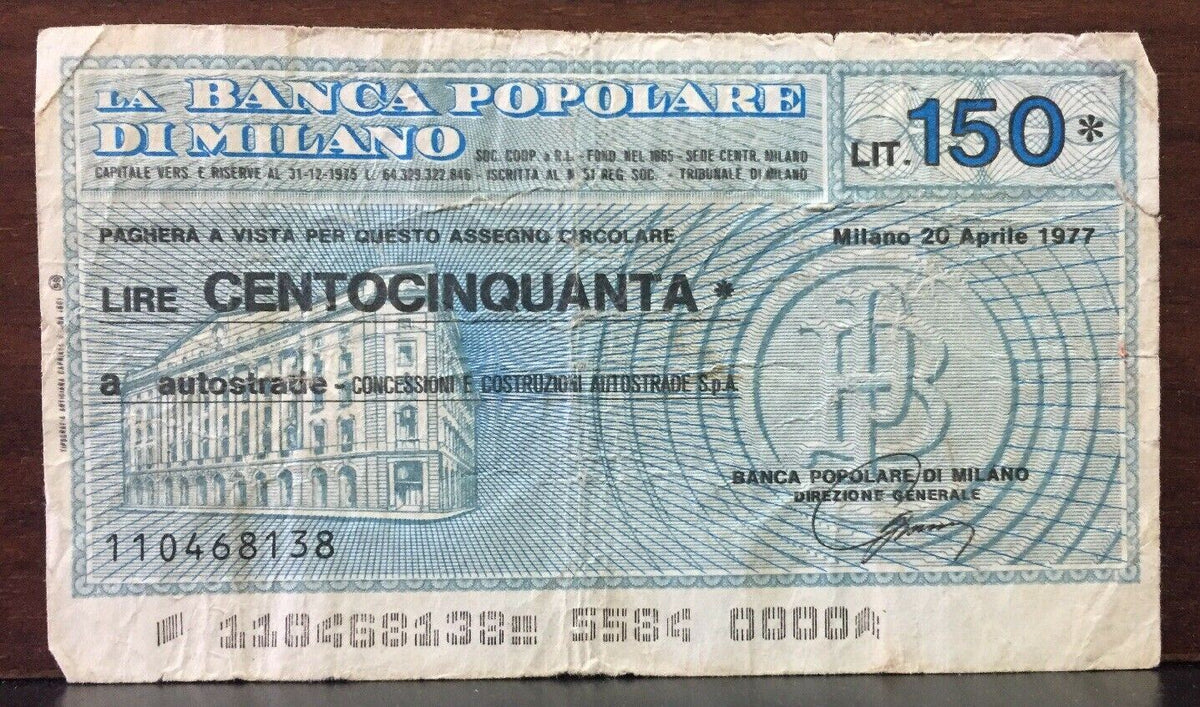 LA BANCA POPOLARE
DI MILANO
SOC. COOP. a R.L. - FOND. NEL 1865 - SEDE CENTR. MILANO
CAPITALE VERS. E RISERVE AL 31-12-1975 L. 64.329.322.846 - ISCRITTA AL N 51 REG. SOC. - TRIBUNALE DI MILANO
LIT. 150*
PAGHERÀ A VISTA PER QUESTO ASSEGNO CIRCOLARE
Milano 20 Aprile 1977
LIRE CENTOCINQUANTA *
a autostrade - CONCESSIONI E COSTRUZIONI AUTOSTRADE S.p.A.
BANCA POPOLARE DI MILANO
DIREZIONE GENERALE
110468138
110468138 5584 0000